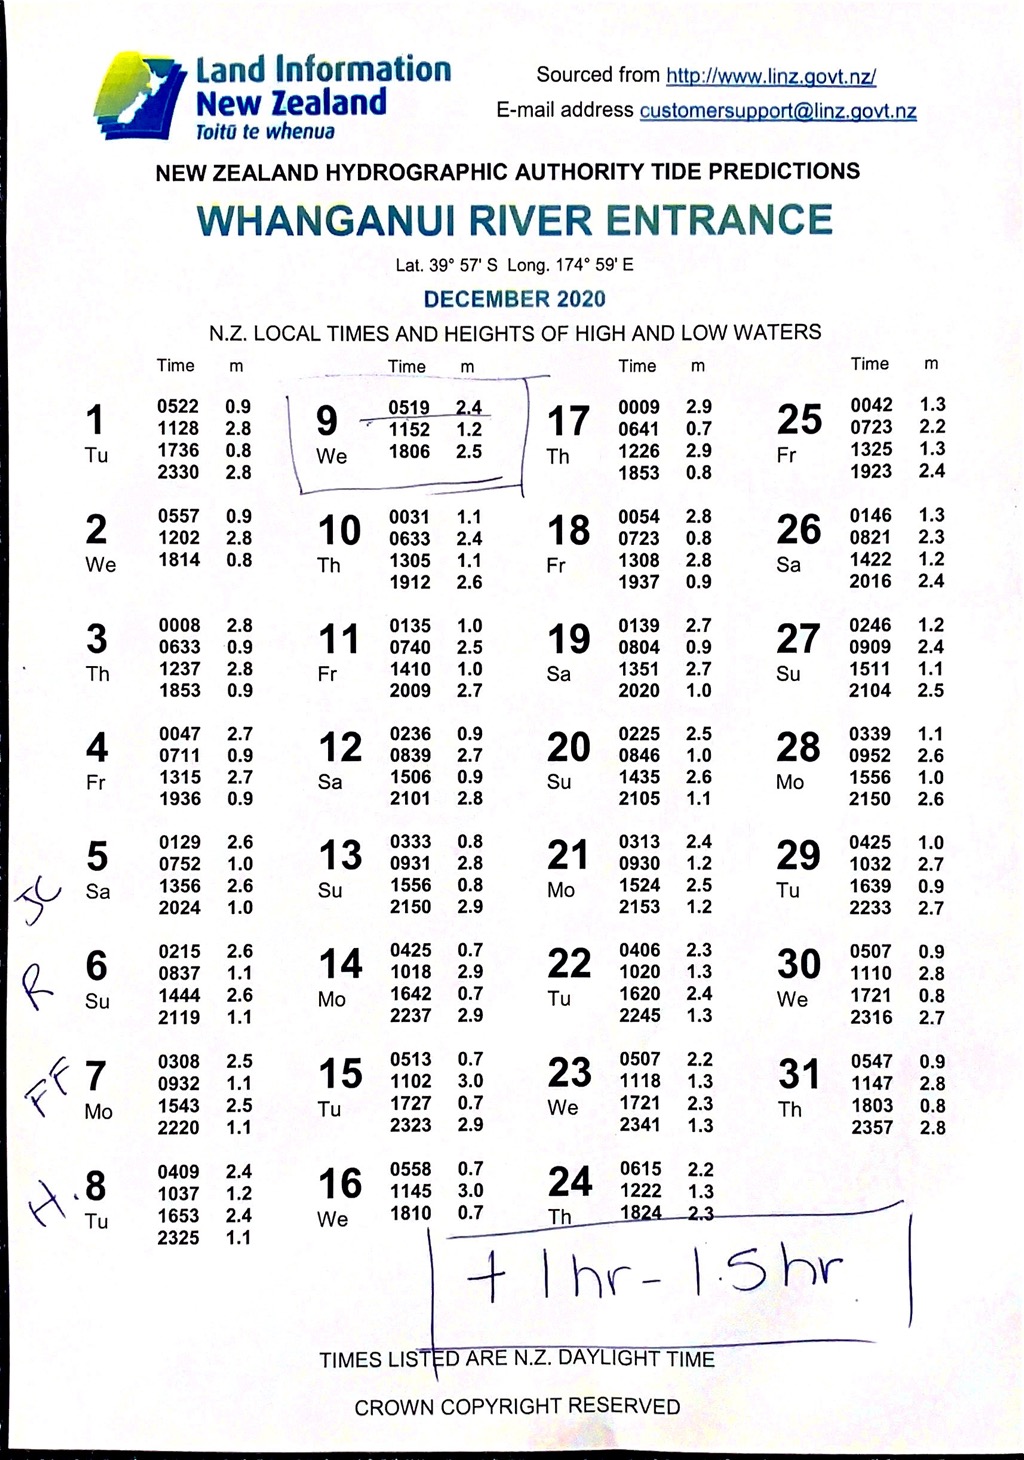 Land Information
New Zealand
Toitū te whenua
Sourced from http://www.linz.govt.nz/
E-mail address customersupport@linz.govt.nz
NEW ZEALAND HYDROGRAPHIC AUTHORITY TIDE PREDICTIONS
WHANGANUI RIVER ENTRANCE
Lat. 39° 57' S Long. 174° 59' E
DECEMBER 2020
N.Z. LOCAL TIMES AND HEIGHTS OF HIGH AND LOW WATERS
Time m
1 Tu
0522 0.9
1128 2.8
1736 0.8
2330 2.8
2 We
0557 0.9
1202 2.8
1814 0.8
3 Th
0008 2.8
0633 0.9
1237 2.8
1853 0.9
4 Fr
0047 2.7
0711 0.9
1315 2.7
1936 0.9
JC
5 Sa
0129 2.6
0752 1.0
1356 2.6
2024 1.0
R
6 Su
0215 2.6
0837 1.1
1444 2.6
2119 1.1
FF
7 Mo
0308 2.5
0932 1.1
1543 2.5
2220 1.1
H.
8 Tu
0409 2.4
1037 1.2
1653 2.4
2325 1.1
Time m
9 We
0519 2.4
1152 1.2
1806 2.5
10 Th
0031 1.1
0633 2.4
1305 1.1
1912 2.6
11 Fr
0135 1.0
0740 2.5
1410 1.0
2009 2.7
12 Sa
0236 0.9
0839 2.7
1506 0.9
2101 2.8
13 Su
0333 0.8
0931 2.8
1556 0.8
2150 2.9
14 Mo
0425 0.7
1018 2.9
1642 0.7
2237 2.9
15 Tu
0513 0.7
1102 3.0
1727 0.7
2323 2.9
16 We
0558 0.7
1145 3.0
1810 0.7
Time m
17 Th
0009 2.9
0641 0.7
1226 2.9
1853 0.8
18 Fr
0054 2.8
0723 0.8
1308 2.8
1937 0.9
19 Sa
0139 2.7
0804 0.9
1351 2.7
2020 1.0
20 Su
0225 2.5
0846 1.0
1435 2.6
2105 1.1
21 Mo
0313 2.4
0930 1.2
1524 2.5
2153 1.2
22 Tu
0406 2.3
1020 1.3
1620 2.4
2245 1.3
23 We
0507 2.2
1118 1.3
1721 2.3
2341 1.3
24 Th
0615 2.2
1222 1.3
1824 2.3
Time m
25 Fr
0042 1.3
0723 2.2
1325 1.3
1923 2.4
26 Sa
0146 1.3
0821 2.3
1422 1.2
2016 2.4
27 Su
0246 1.2
0909 2.4
1511 1.1
2104 2.5
28 Mo
0339 1.1
0952 2.6
1556 1.0
2150 2.6
29 Tu
0425 1.0
1032 2.7
1639 0.9
2233 2.7
30 We
0507 0.9
1110 2.8
1721 0.8
2316 2.7
31 Th
0547 0.9
1147 2.8
1803 0.8
2357 2.8
+ 1hr - 1.5hr
TIMES LISTED ARE N.Z. DAYLIGHT TIME
CROWN COPYRIGHT RESERVED